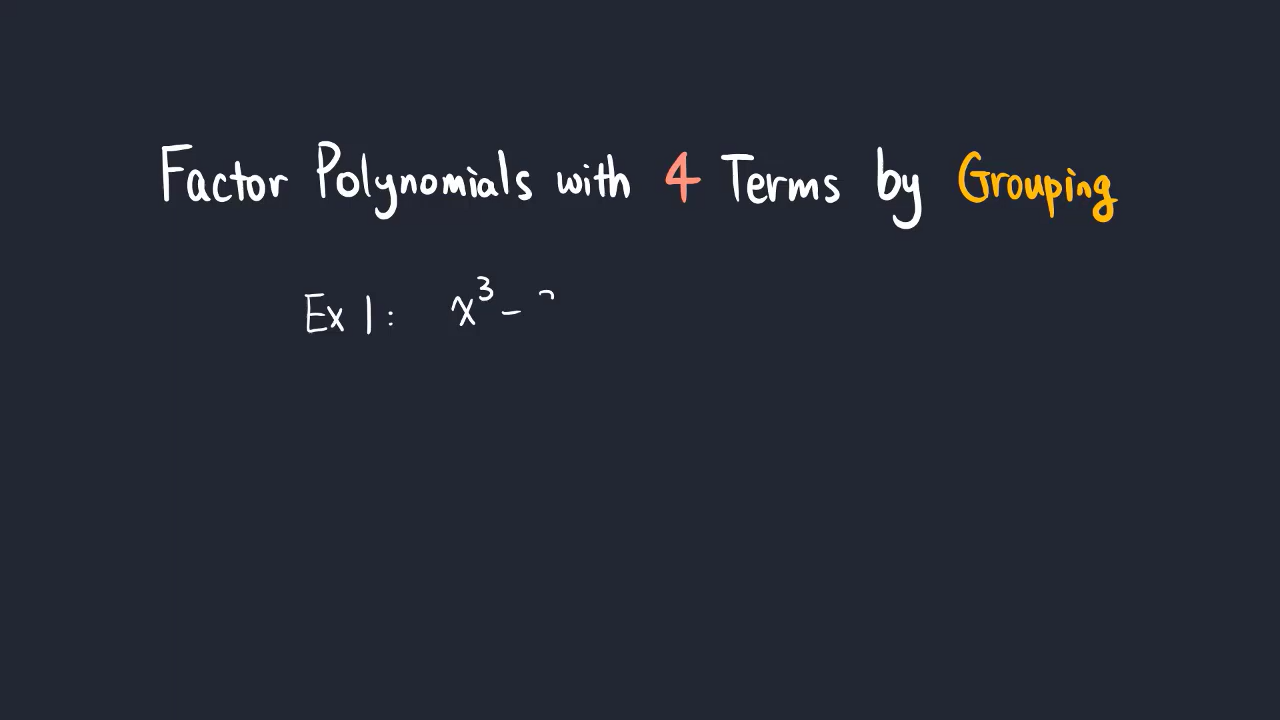 Factor Polynomials with 4 Terms by Grouping
Ex 1: x³ -